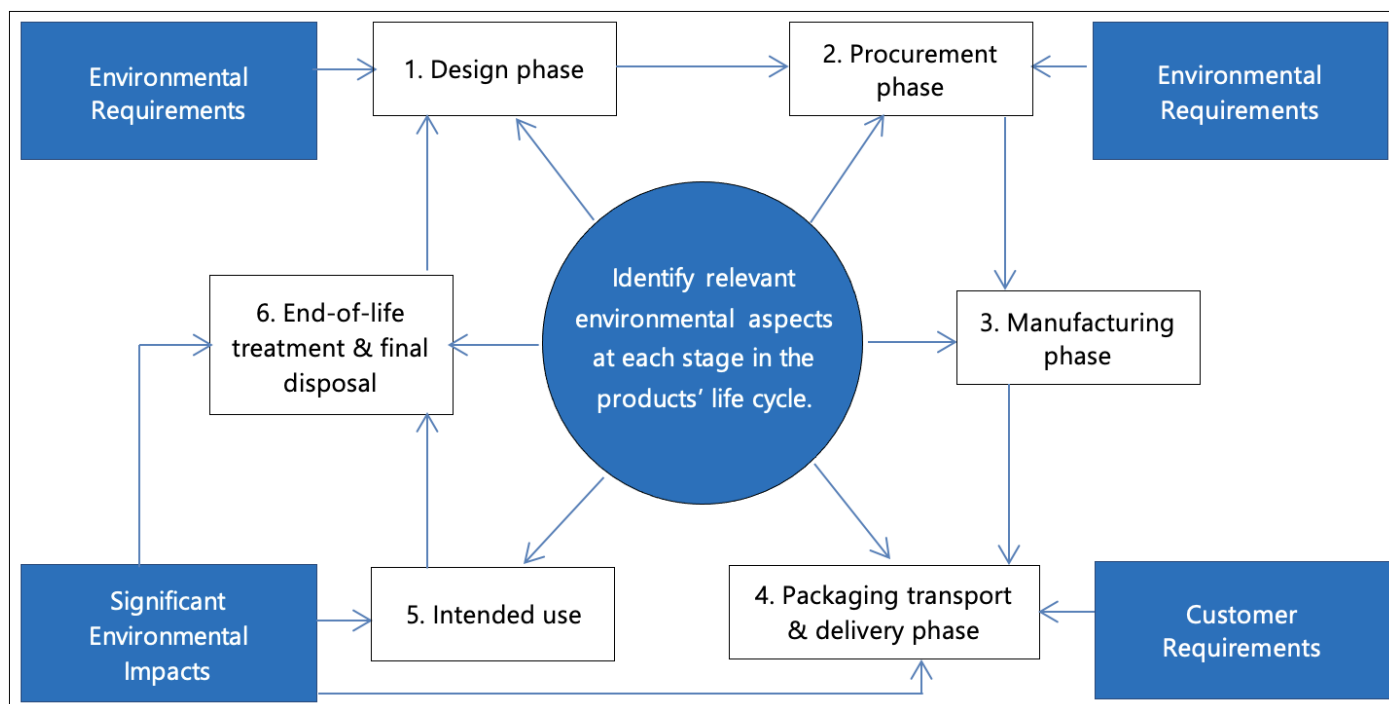 Environmental
Requirements
1. Design phase
2. Procurement
phase
Environmental
Requirements
Identify relevant
environmental aspects
at each stage in the
products’ life cycle.
6. End-of-life
treatment & final
disposal
3. Manufacturing
phase
Significant
Environmental
Impacts
5. Intended use
4. Packaging transport
& delivery phase
Customer
Requirements